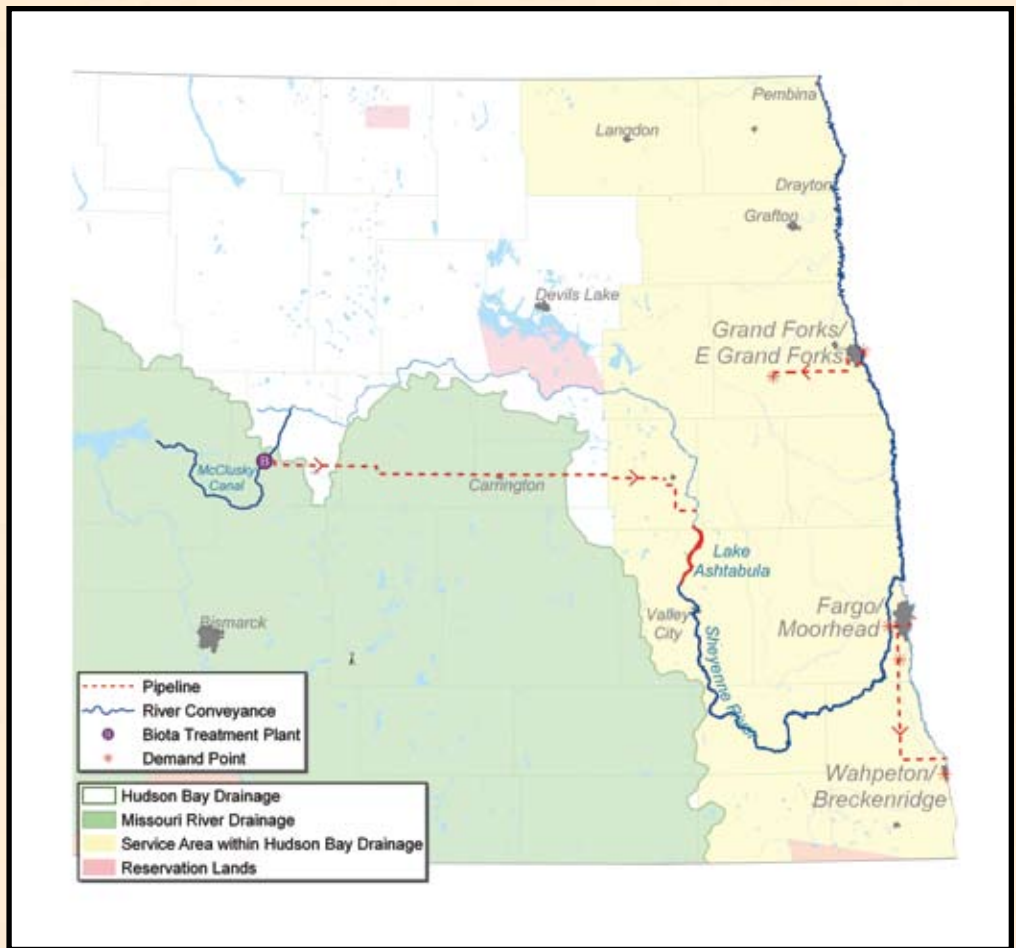 Pembina
Langdon
Drayton
Grafton
Devils Lake
Grand Forks/
E Grand Forks
McClusky
Canal
B
Carrington
Lake
Ashtabula
Fargo/
Moorhead
Valley
City
Bismarck
Sheyenne River
Wahpeton/
Breckenridge
Pipeline
River Conveyance
B Biota Treatment Plant
Demand Point
Hudson Bay Drainage
Missouri River Drainage
Service Area within Hudson Bay Drainage
Reservation Lands